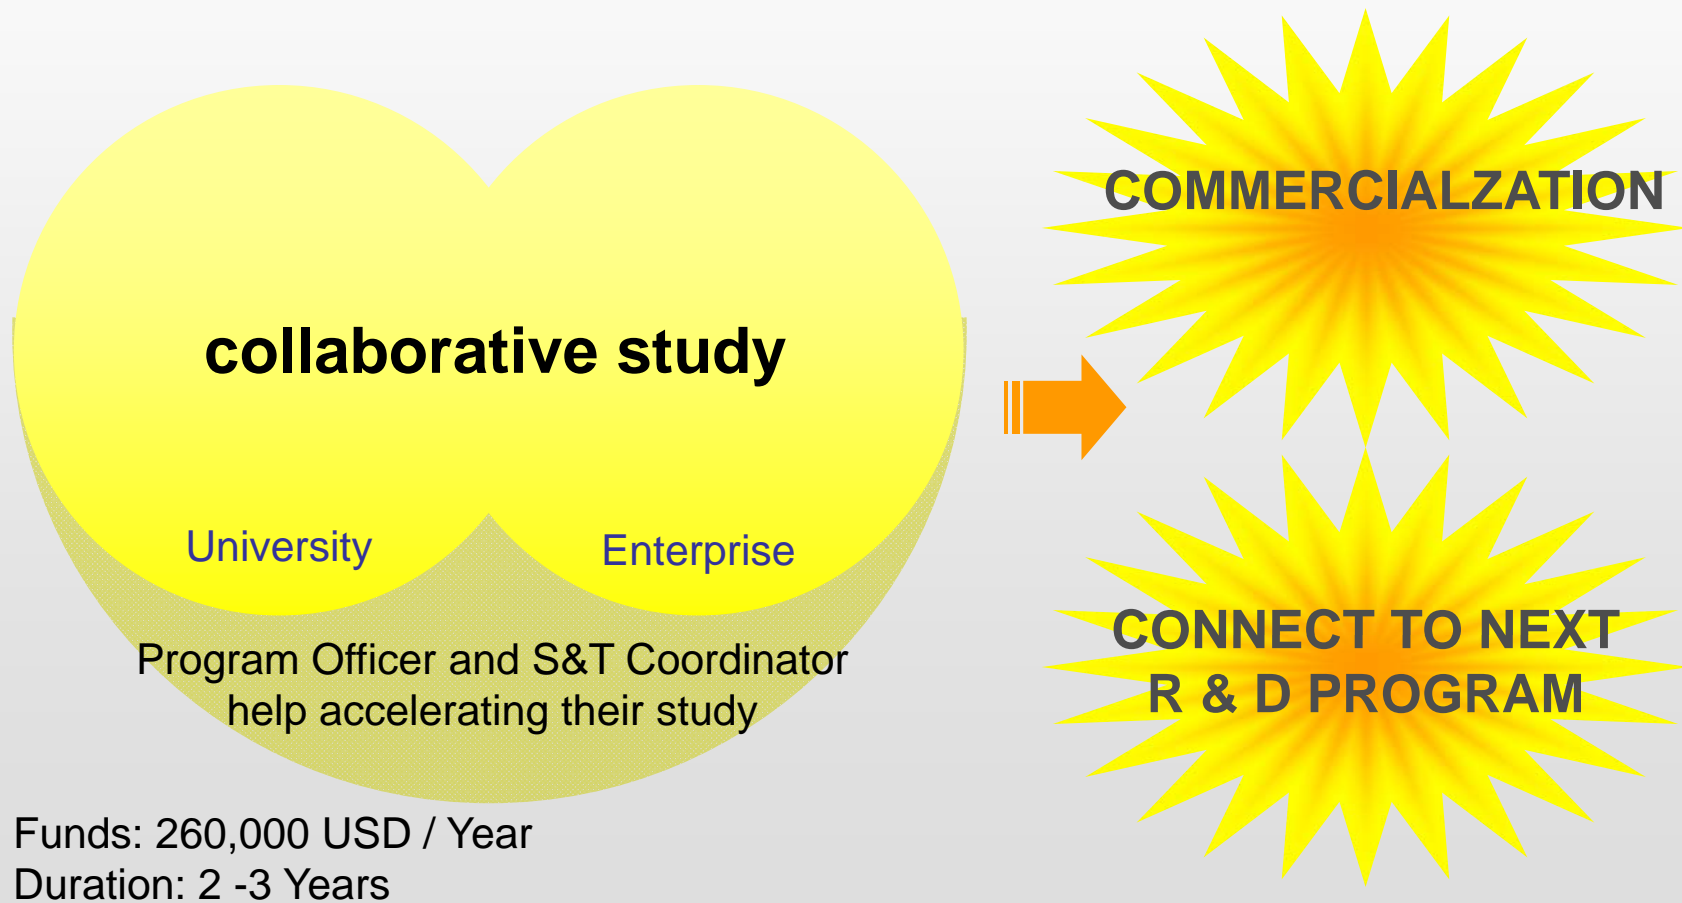 collaborative study
University
Enterprise
Program Officer and S&T Coordinator
help accelerating their study
Funds: 260,000 USD / Year
Duration: 2 -3 Years
COMMERCIALZATION
CONNECT TO NEXT
R & D PROGRAM